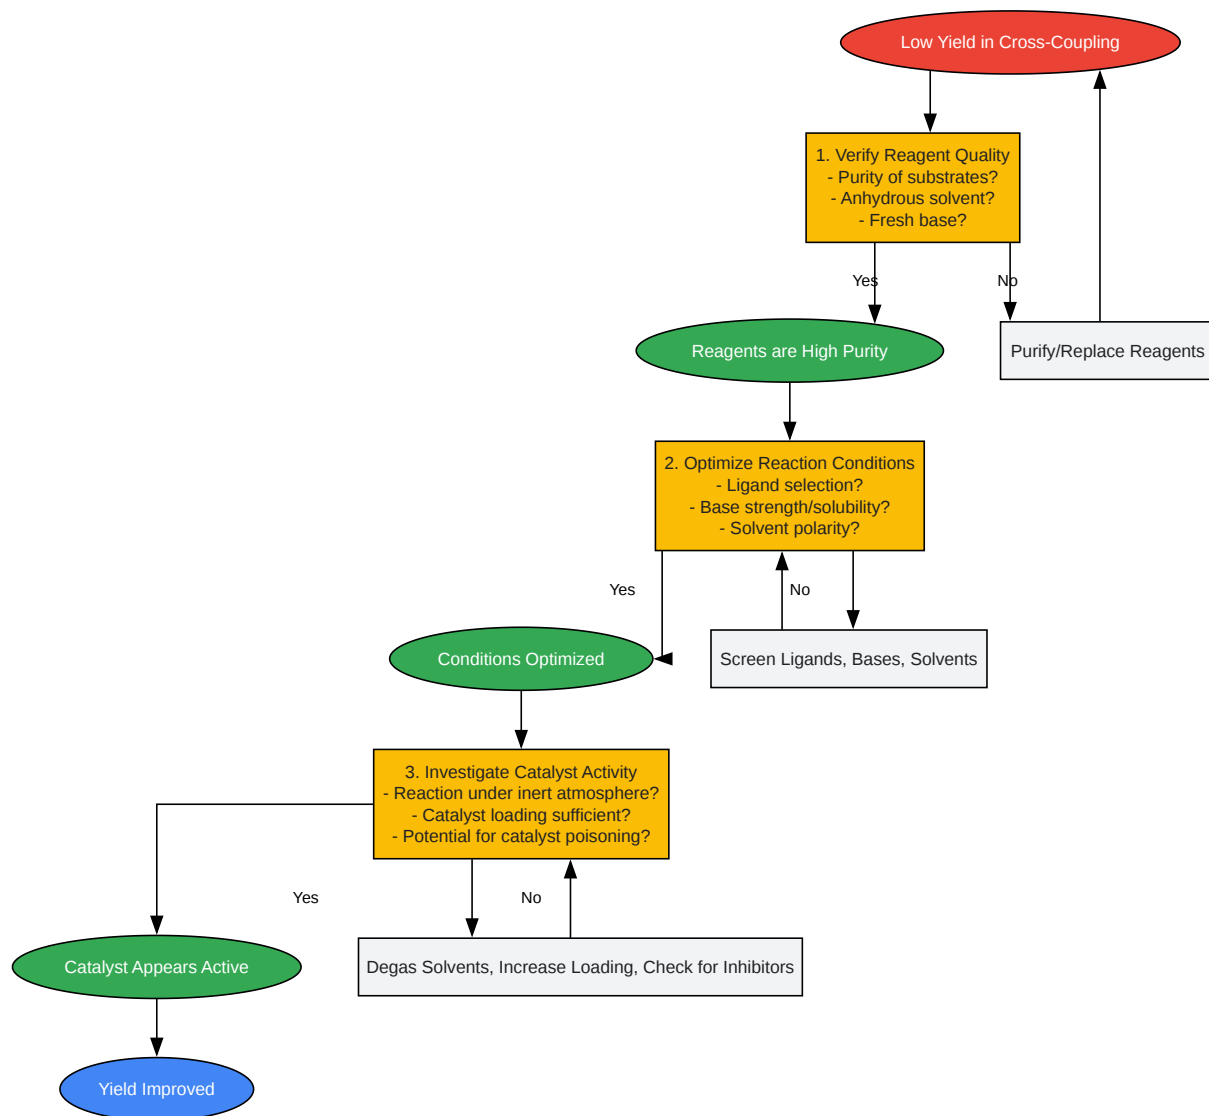 Low Yield in Cross-Coupling
1. Verify Reagent Quality
- Purity of substrates?
- Anhydrous solvent?
- Fresh base?
Yes
No
Reagents are High Purity
Purify/Replace Reagents
2. Optimize Reaction Conditions
- Ligand selection?
- Base strength/solubility?
- Solvent polarity?
Yes
No
Conditions Optimized
Screen Ligands, Bases, Solvents
3. Investigate Catalyst Activity
- Reaction under inert atmosphere?
- Catalyst loading sufficient?
- Potential for catalyst poisoning?
Yes
No
Catalyst Appears Active
Degas Solvents, Increase Loading, Check for Inhibitors
Yield Improved